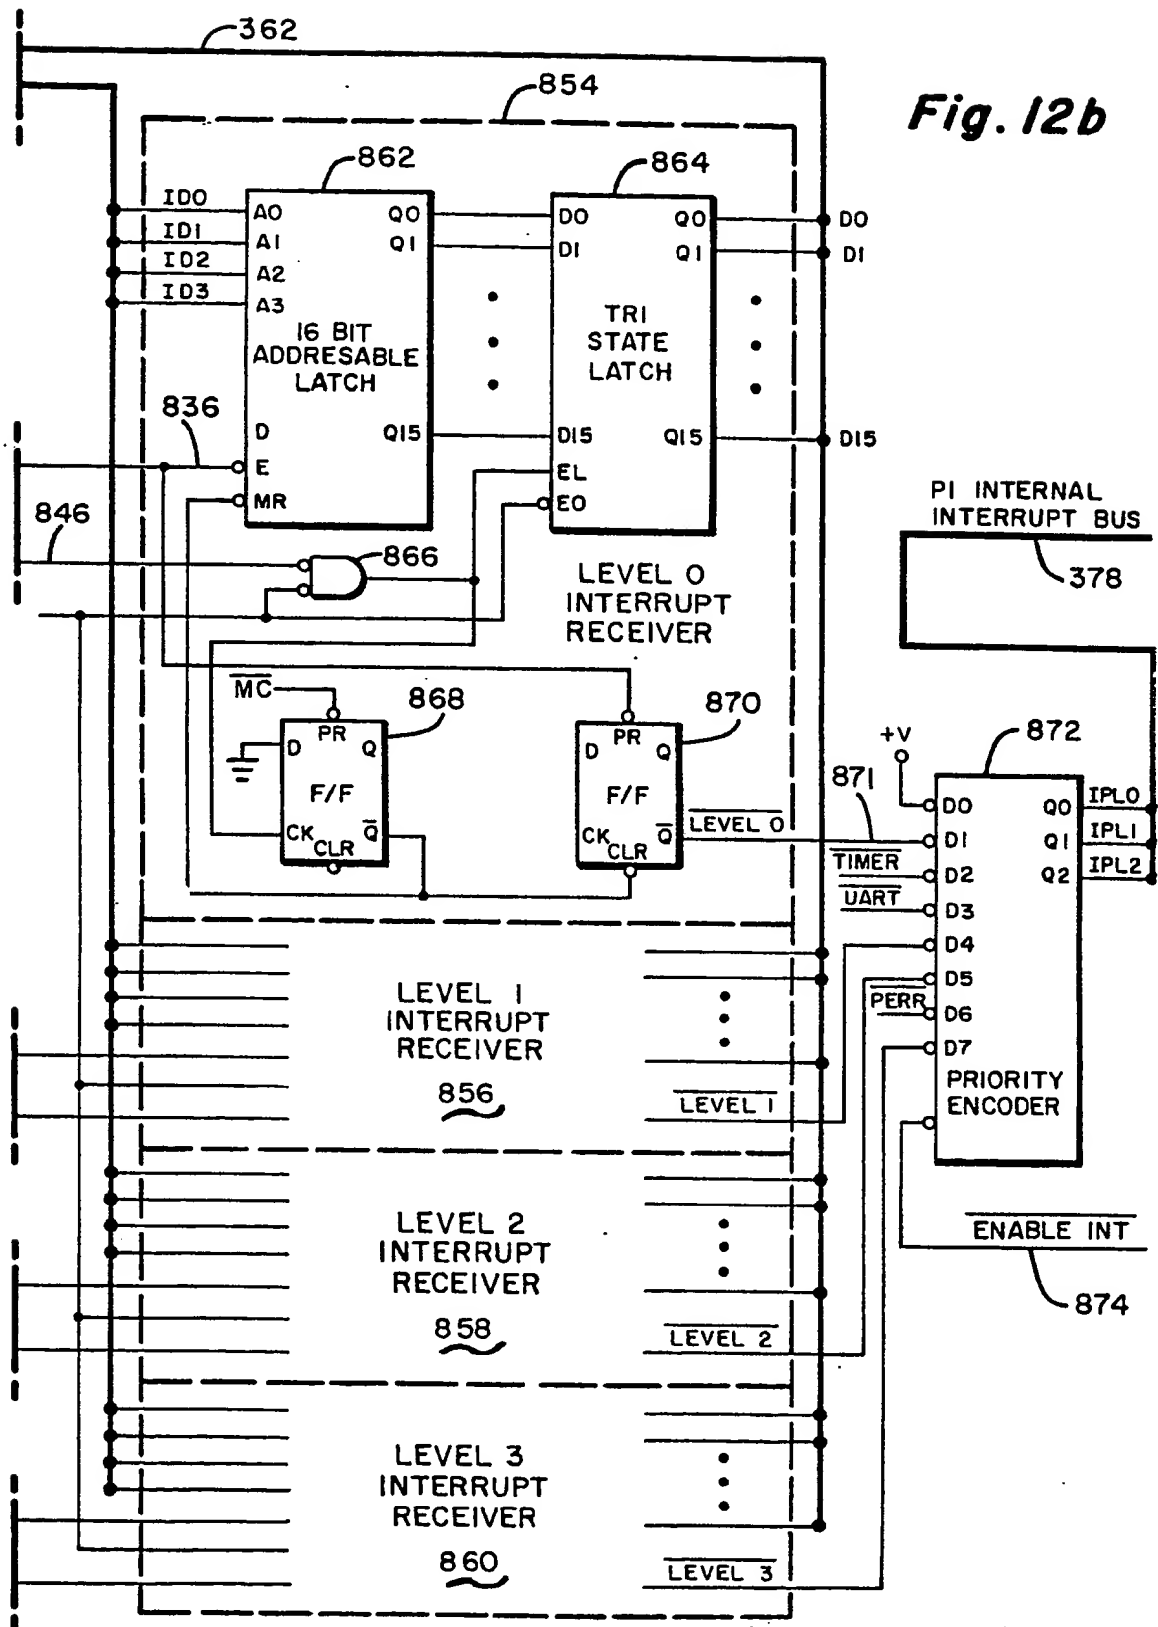 362
854
Fig. 12b
862
864
ID0
ID1
ID2
ID3
A0
A1
A2
A3
Q0
Q1
16 BIT
ADDRESABLE
LATCH
D
E
MR
Q15
D0
D1
TRI
STATE
LATCH
D15
EL
EO
Q0
Q1
Q15
D0
D1
D15
836
846
866
LEVEL 0
INTERRUPT
RECEIVER
PI INTERNAL
INTERRUPT BUS
378
MC
868
PR
D
Q
F/F
CK
Q
CLR
870
PR
D
Q
F/F
CK
Q
CLR
LEVEL 0
871
+V
872
D0
D1
TIMER
D2
UART
D3
D4
D5
PERR
D6
D7
Q0
Q1
Q2
IPL0
IPL1
IPL2
PRIORITY
ENCODER
ENABLE INT
874
LEVEL 1
INTERRUPT
RECEIVER
856
LEVEL 1
LEVEL 2
INTERRUPT
RECEIVER
858
LEVEL 2
LEVEL 3
INTERRUPT
RECEIVER
860
LEVEL 3